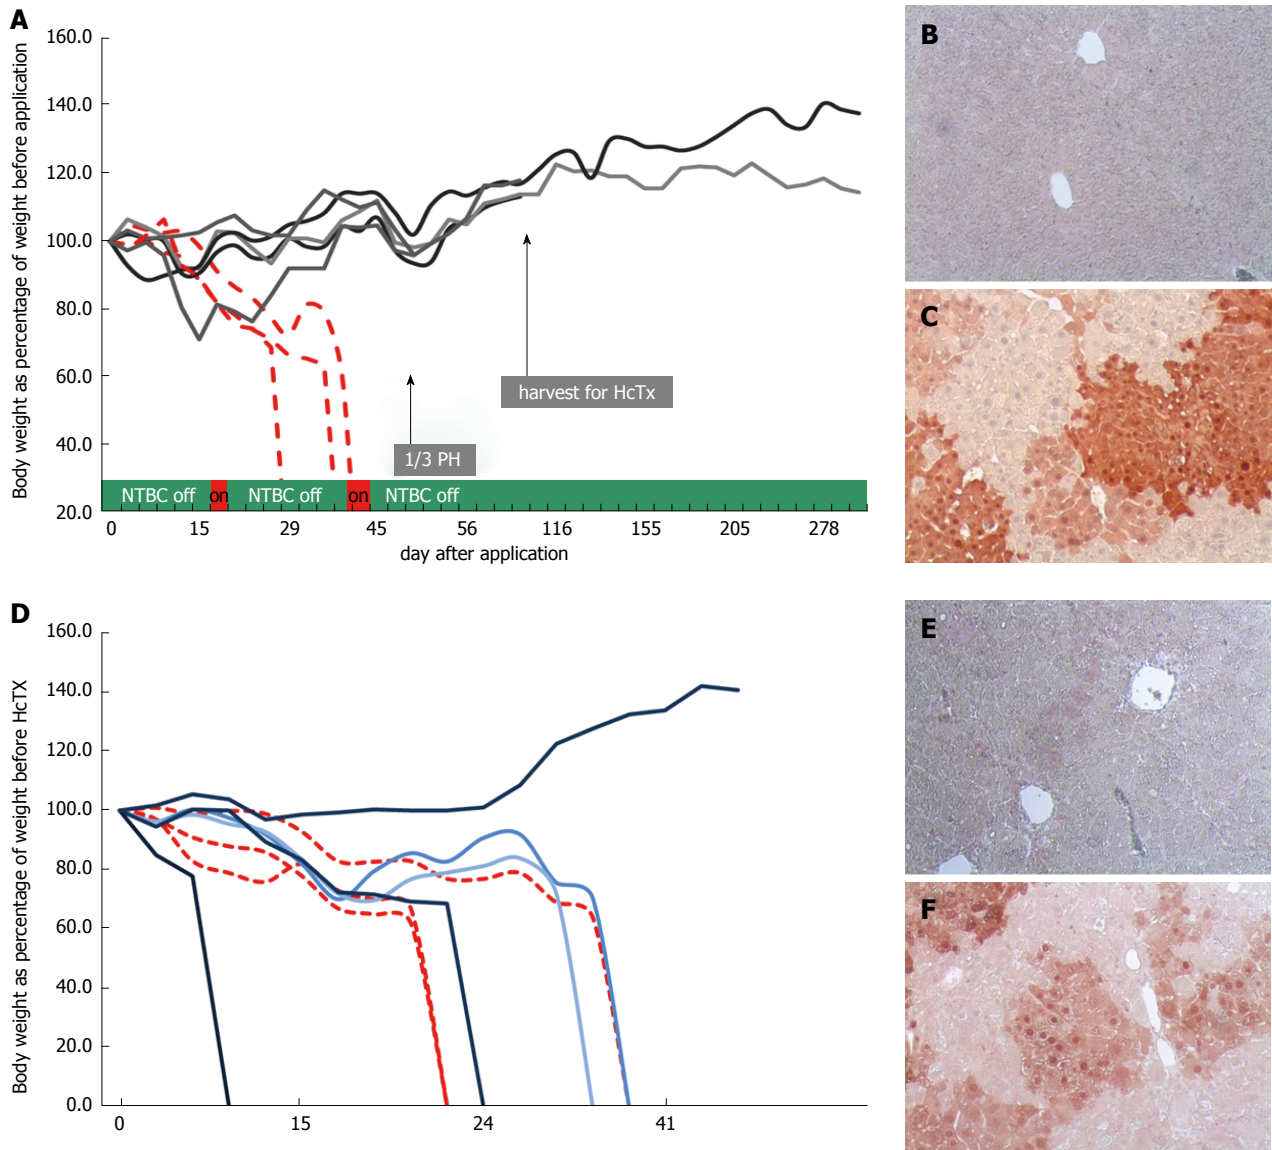 A
Body weight as percentage of weight before application
160.0
140.0
120.0
100.0
80.0
60.0
40.0
20.0
harvest for HcTx
1/3 PH
NTBC off on NTBC off on NTBC off
0 15 29 45 56 116 155 205 278
day after application
B
C
D
Body weight as percentage of weight before HcTX
160.0
140.0
120.0
100.0
80.0
60.0
40.0
20.0
0.0
0 15 24 41
E
F